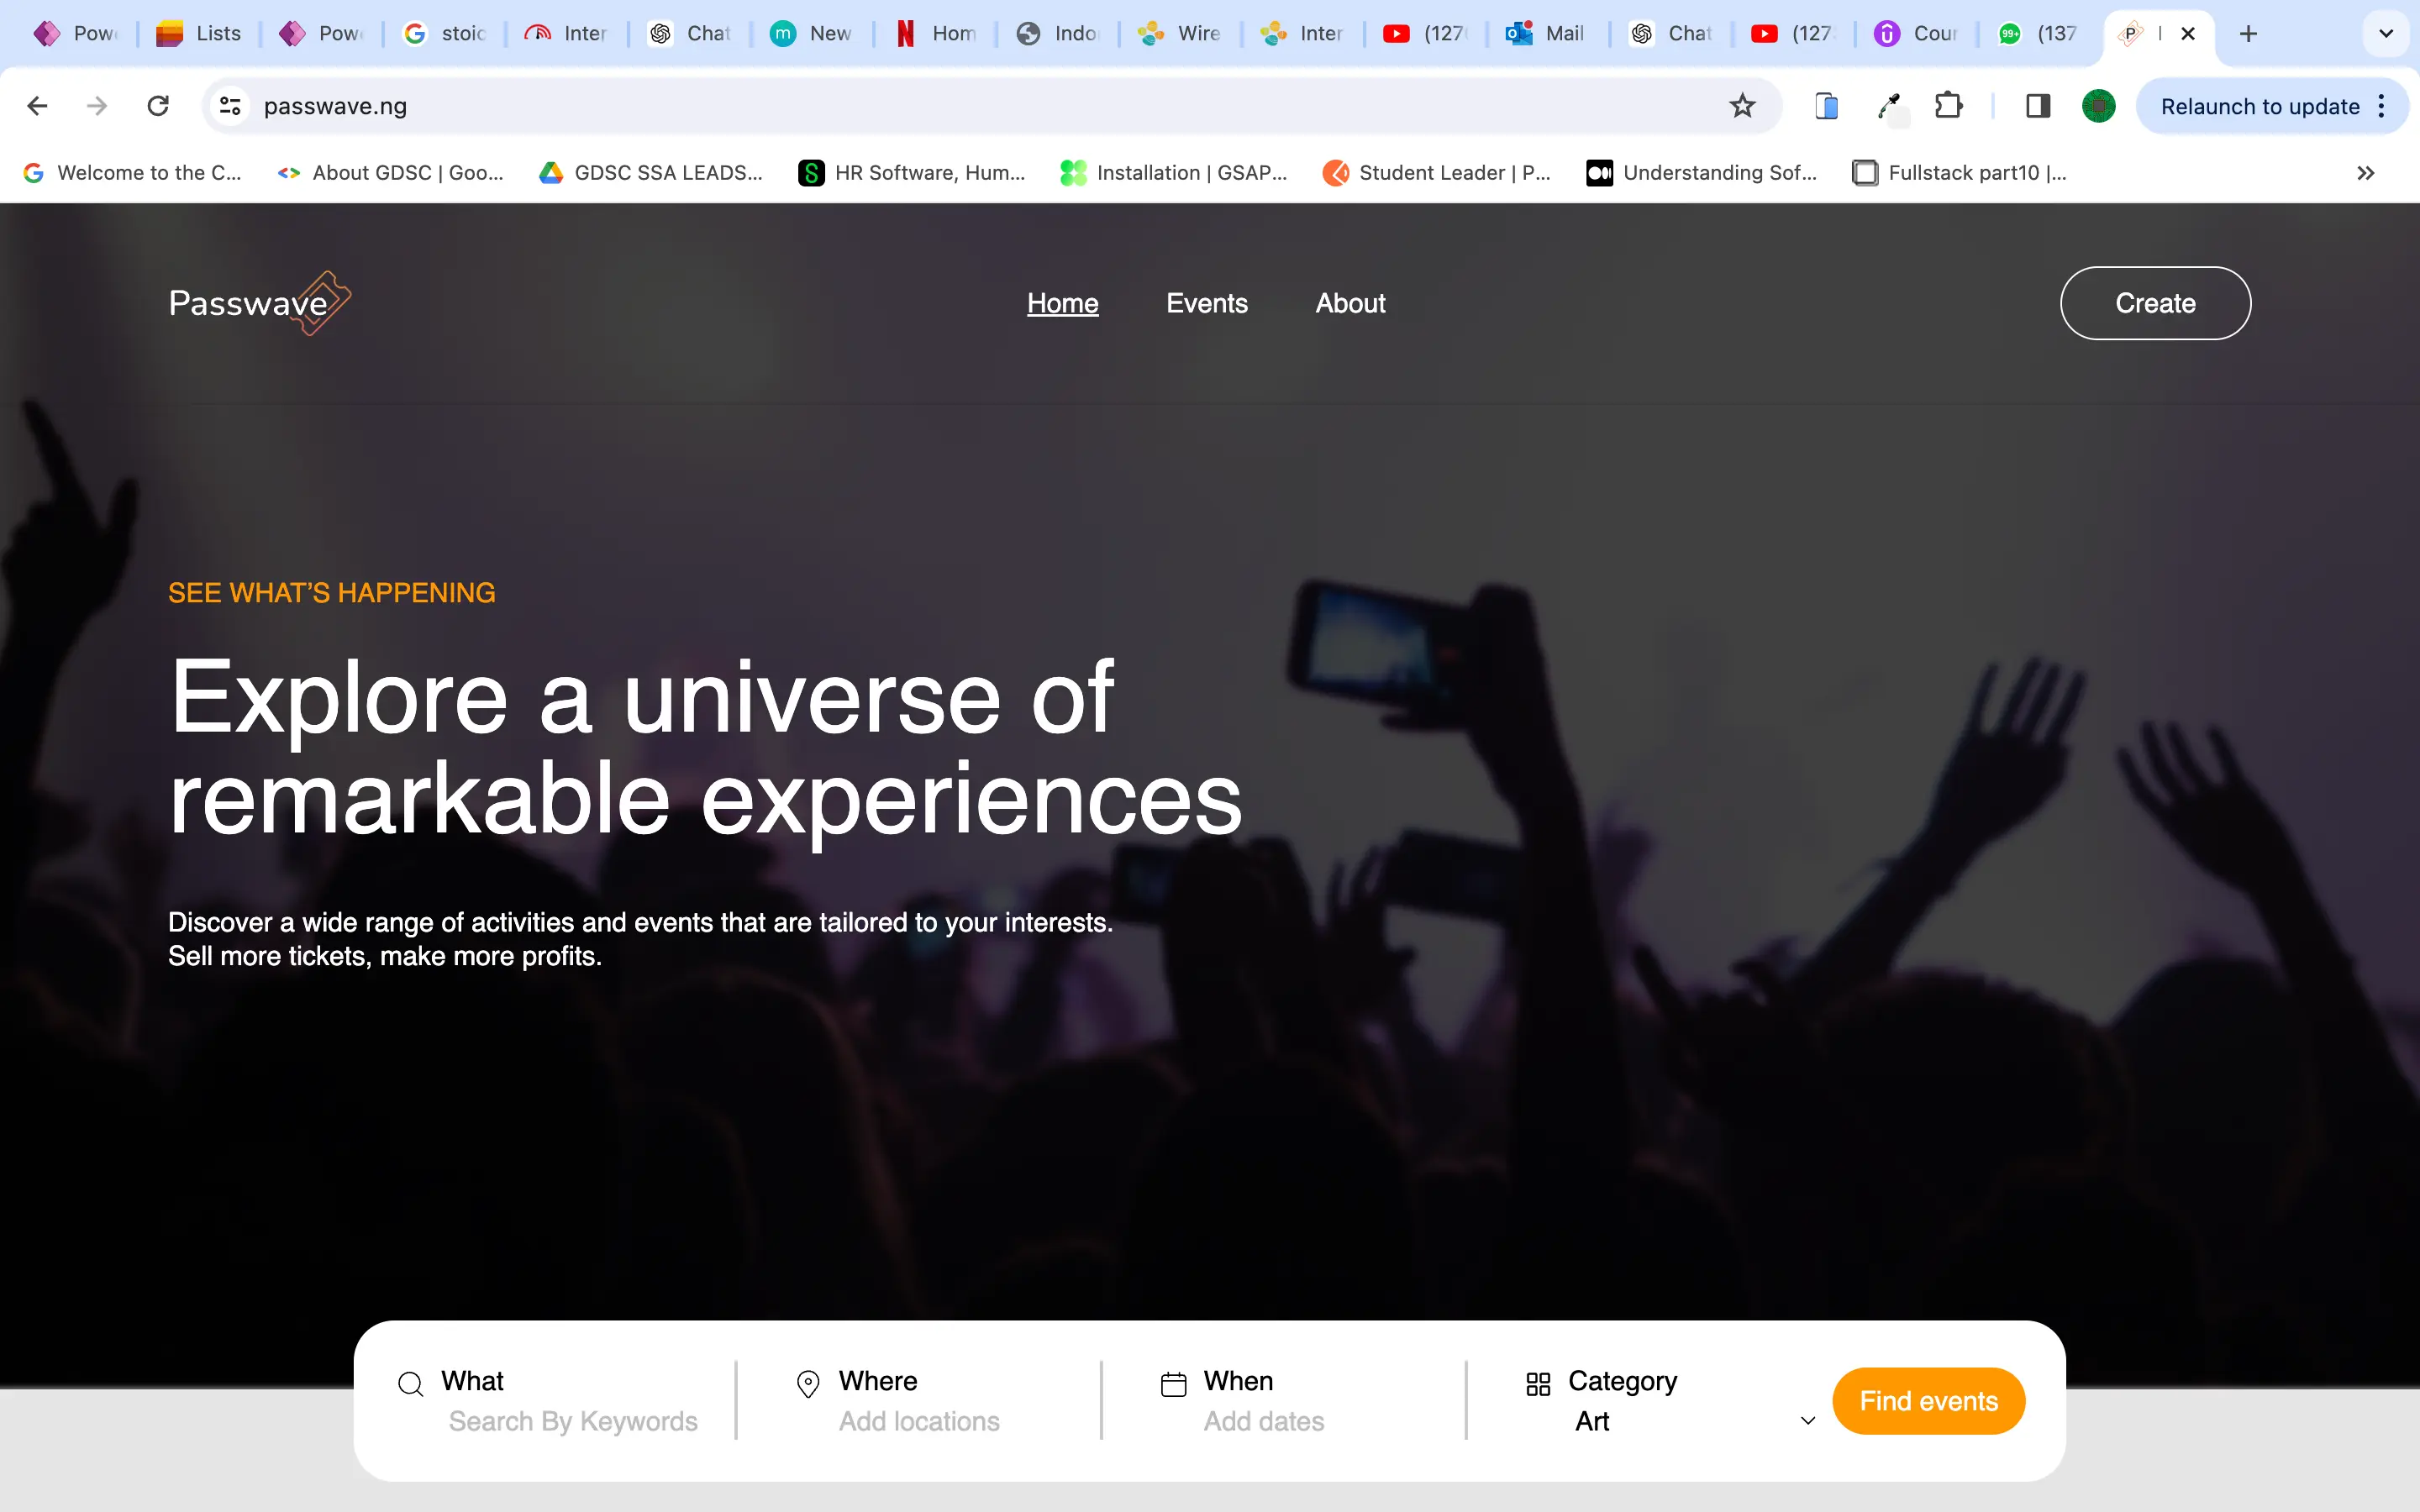 Pow
Lists
Pow
stoic
Inter
Chat
New
Hom
Indo
Wire
Inter
(127
Mail
Chat
(127
Cour
99+
(137
passwave.ng
Relaunch to update
Welcome to the C...
About GDSC | Goo...
GDSC SSA LEADS...
HR Software, Hum...
Installation | GSAP...
Student Leader | P...
Understanding Sof...
Fullstack part10 |...
Passwave
Home
Events
About
Create
SEE WHAT’S HAPPENING
Explore a universe of
remarkable experiences
Discover a wide range of activities and events that are tailored to your interests.
Sell more tickets, make more profits.
What
Search By Keywords
Where
Add locations
When
Add dates
Category
Art
Find events